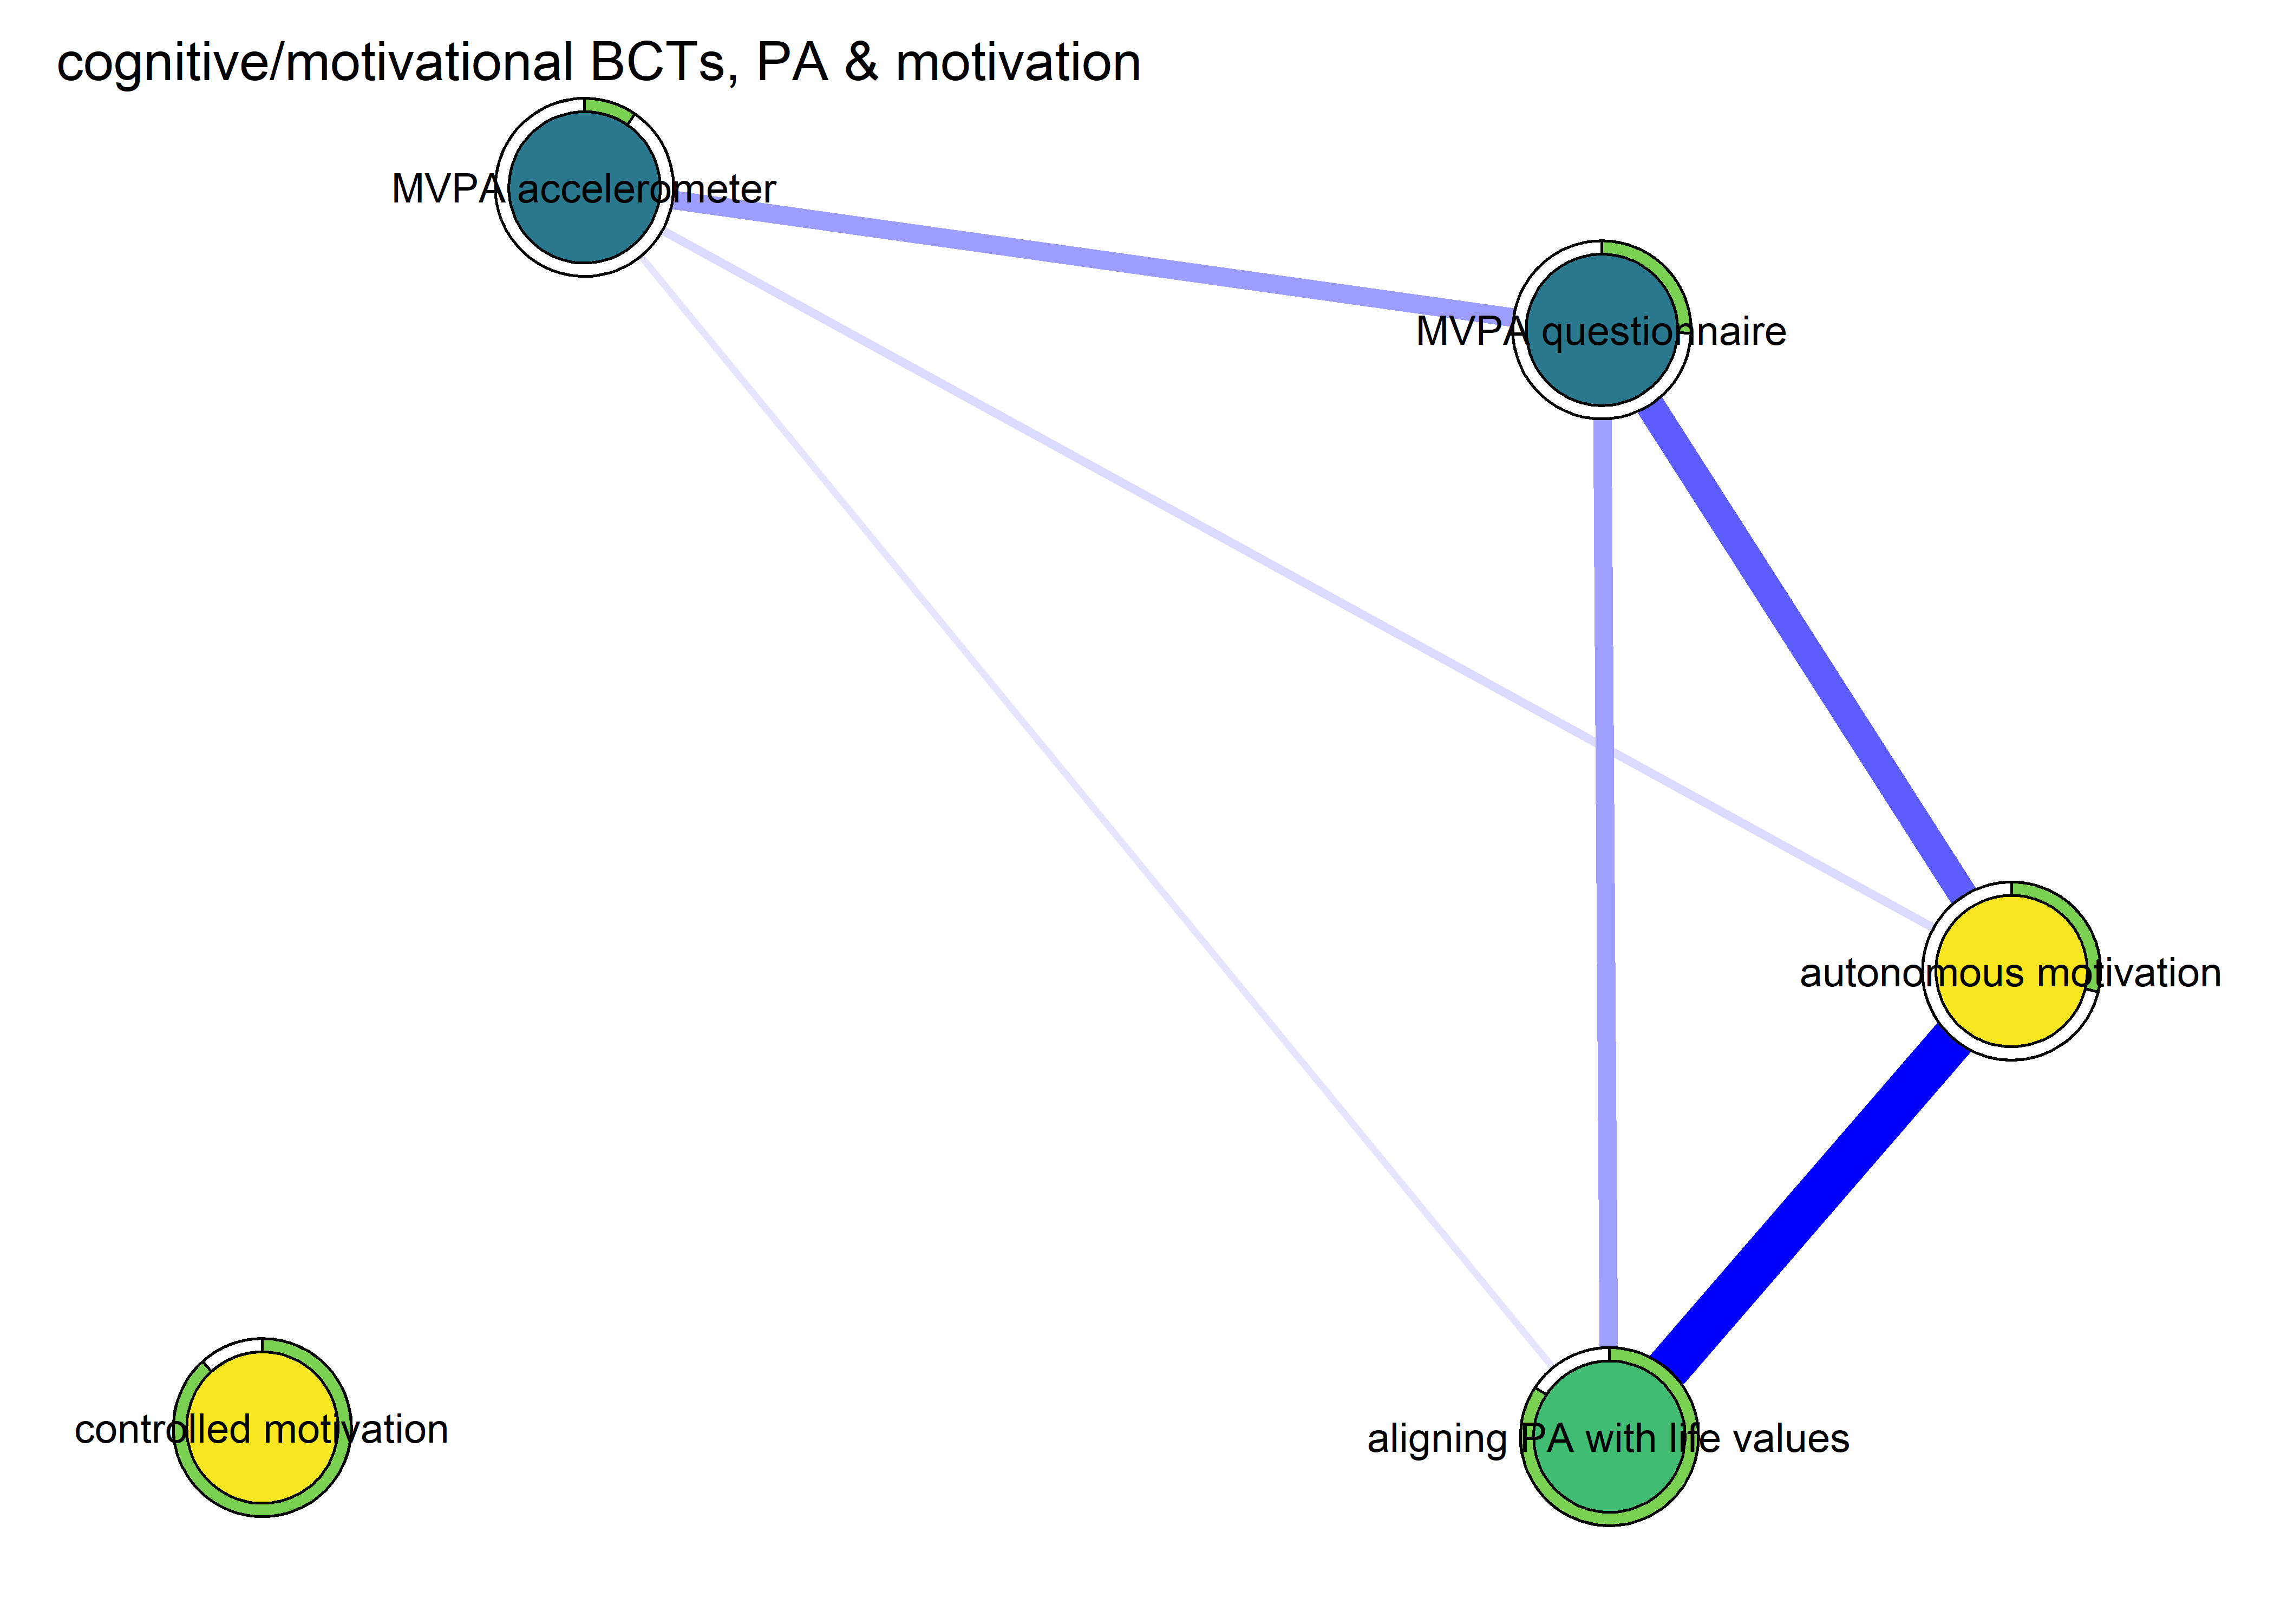 cognitive/motivational BCTs, PA & motivation
MVPA accelerometer
MVPA questionnaire
autonomous motivation
controlled motivation
aligning PA with life values